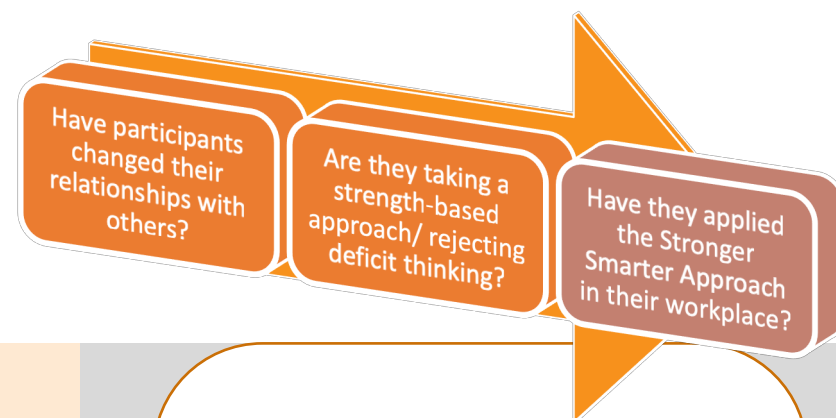 Have participants
changed their
relationships with
others?
Are they taking a
strength-based
approach/ rejecting
deficit thinking?
Have they applied
the Stronger
Smarter Approach
in their workplace?